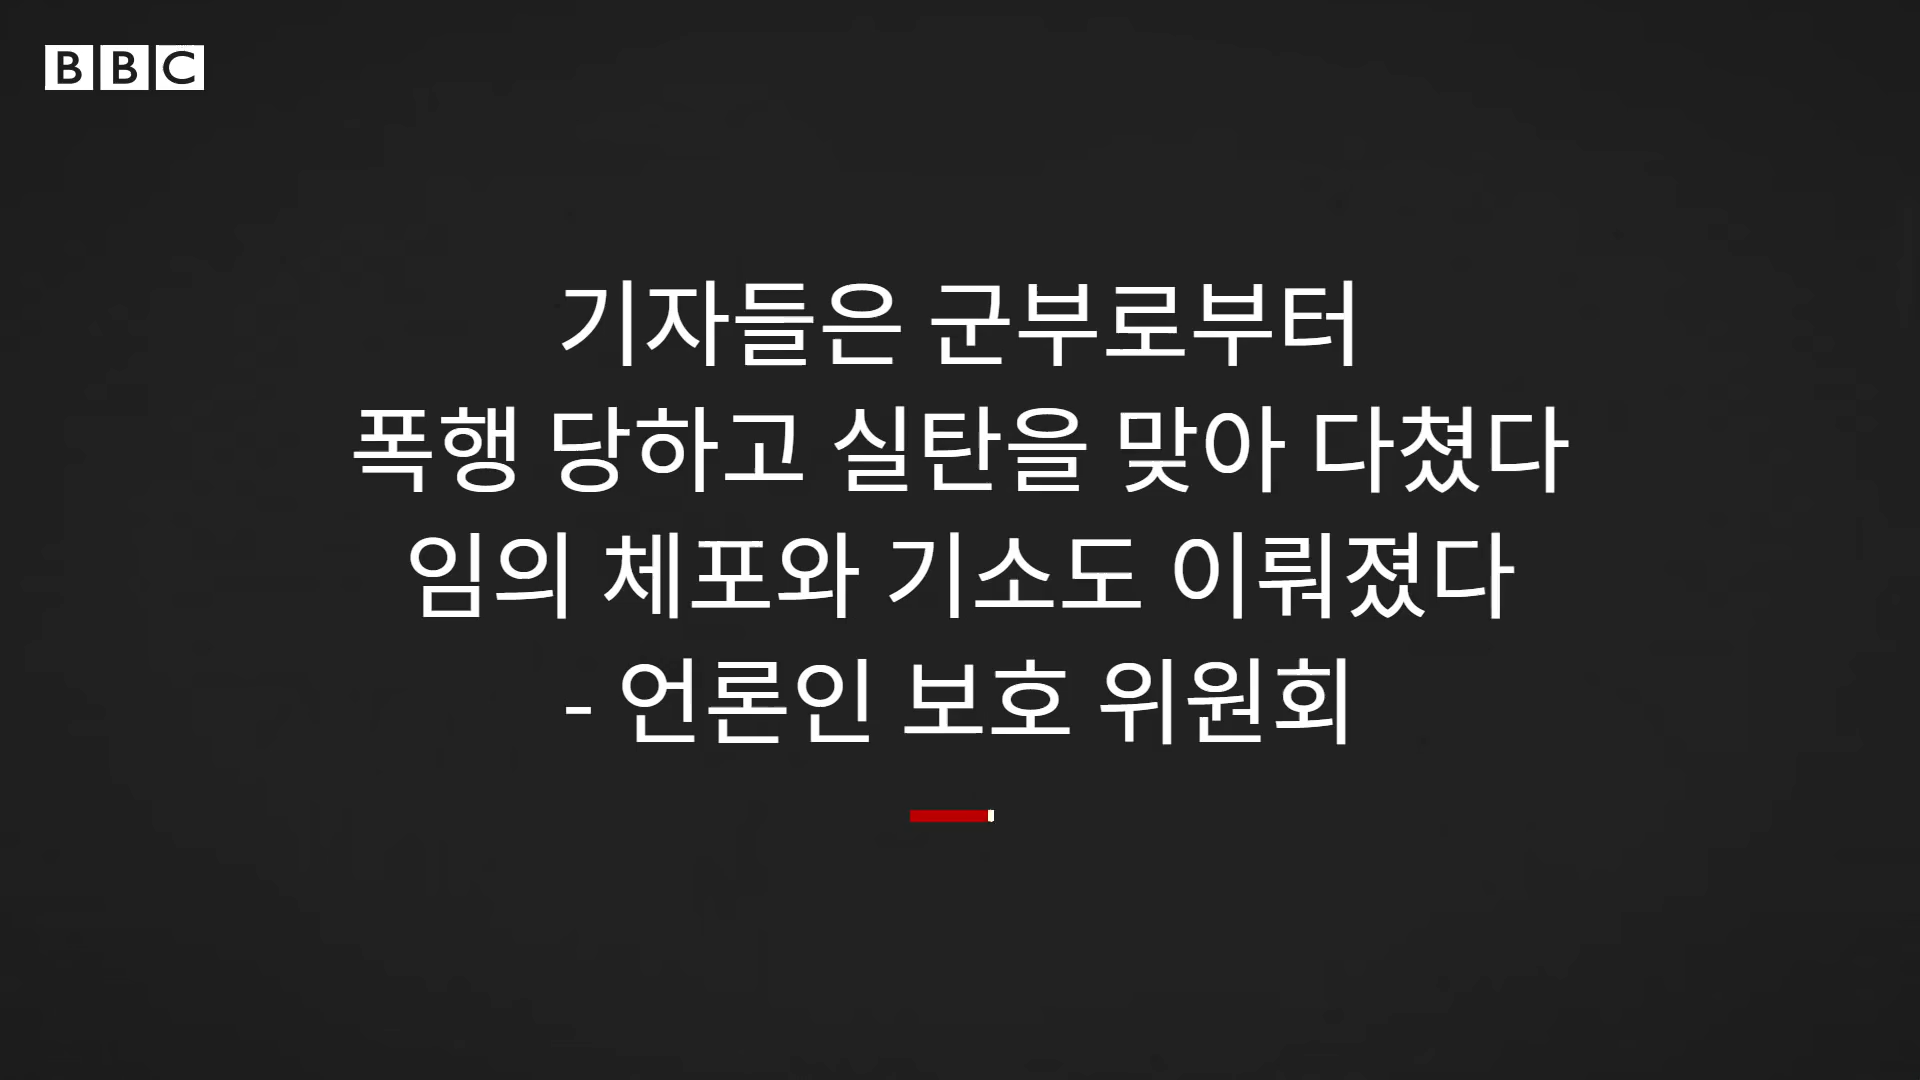 BBC
기자들은 군부로부터
폭행 당하고 실탄을 맞아 다쳤다
임의 체포와 기소도 이뤄졌다
- 언론인 보호 위원회